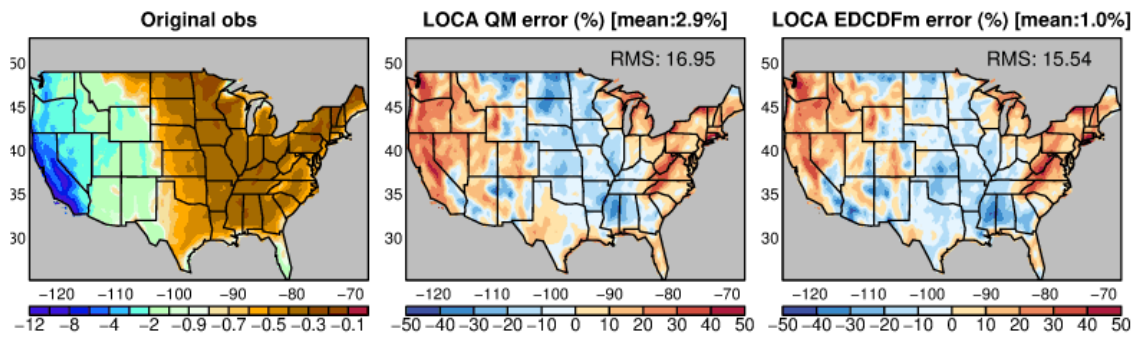 Original obs
LOCA QM error (%) [mean:2.9%]
LOCA EDCDFm error (%) [mean:1.0%]
RMS: 16.95
RMS: 15.54
50
45
40
35
30
50
45
40
35
30
50
45
40
35
30
−120 −110 −100 −90 −80 −70
−120 −110 −100 −90 −80 −70
−120 −110 −100 −90 −80 −70
−12 −8 −4 −2 −0.9 −0.7 −0.5 −0.3 −0.1
−50 −40 −30 −20 −10 0 10 20 30 40 50
−50 −40 −30 −20 −10 0 10 20 30 40 50